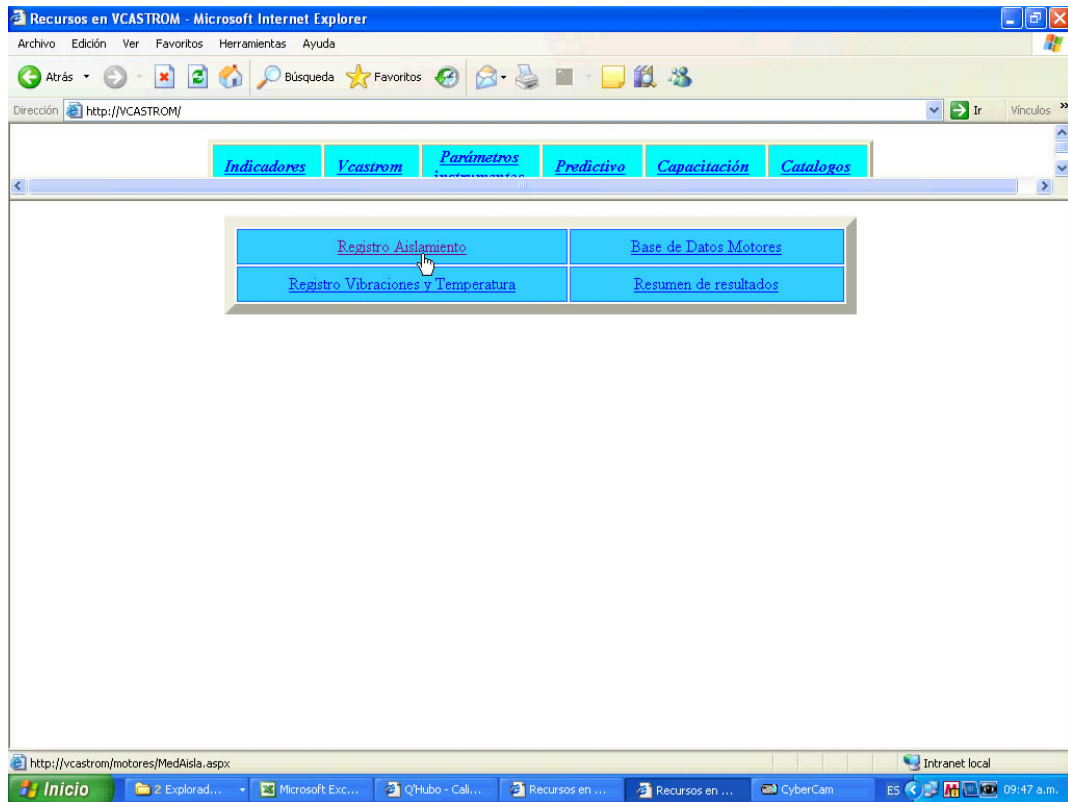 Recursos en VCASTROM - Microsoft Internet Explorer
Archivo Edición Ver Favoritos Herramientas Ayuda
Atrás Búsqueda Favoritos
Dirección http://VCASTROM/ Ir Vínculos »
Indicadores Vcastrom Parámetros instrumentos Predictivo Capacitación Catalogos
Registro Aislamiento Base de Datos Motores
Registro Vibraciones y Temperatura Resumen de resultados
http://vcastrom/motores/MedAisla.aspx Intranet local
Inicio 2 Explorad... Microsoft Exc... Q'Hubo - Cali... Recursos en ... Recursos en ... CyberCam ES 09:47 a.m.